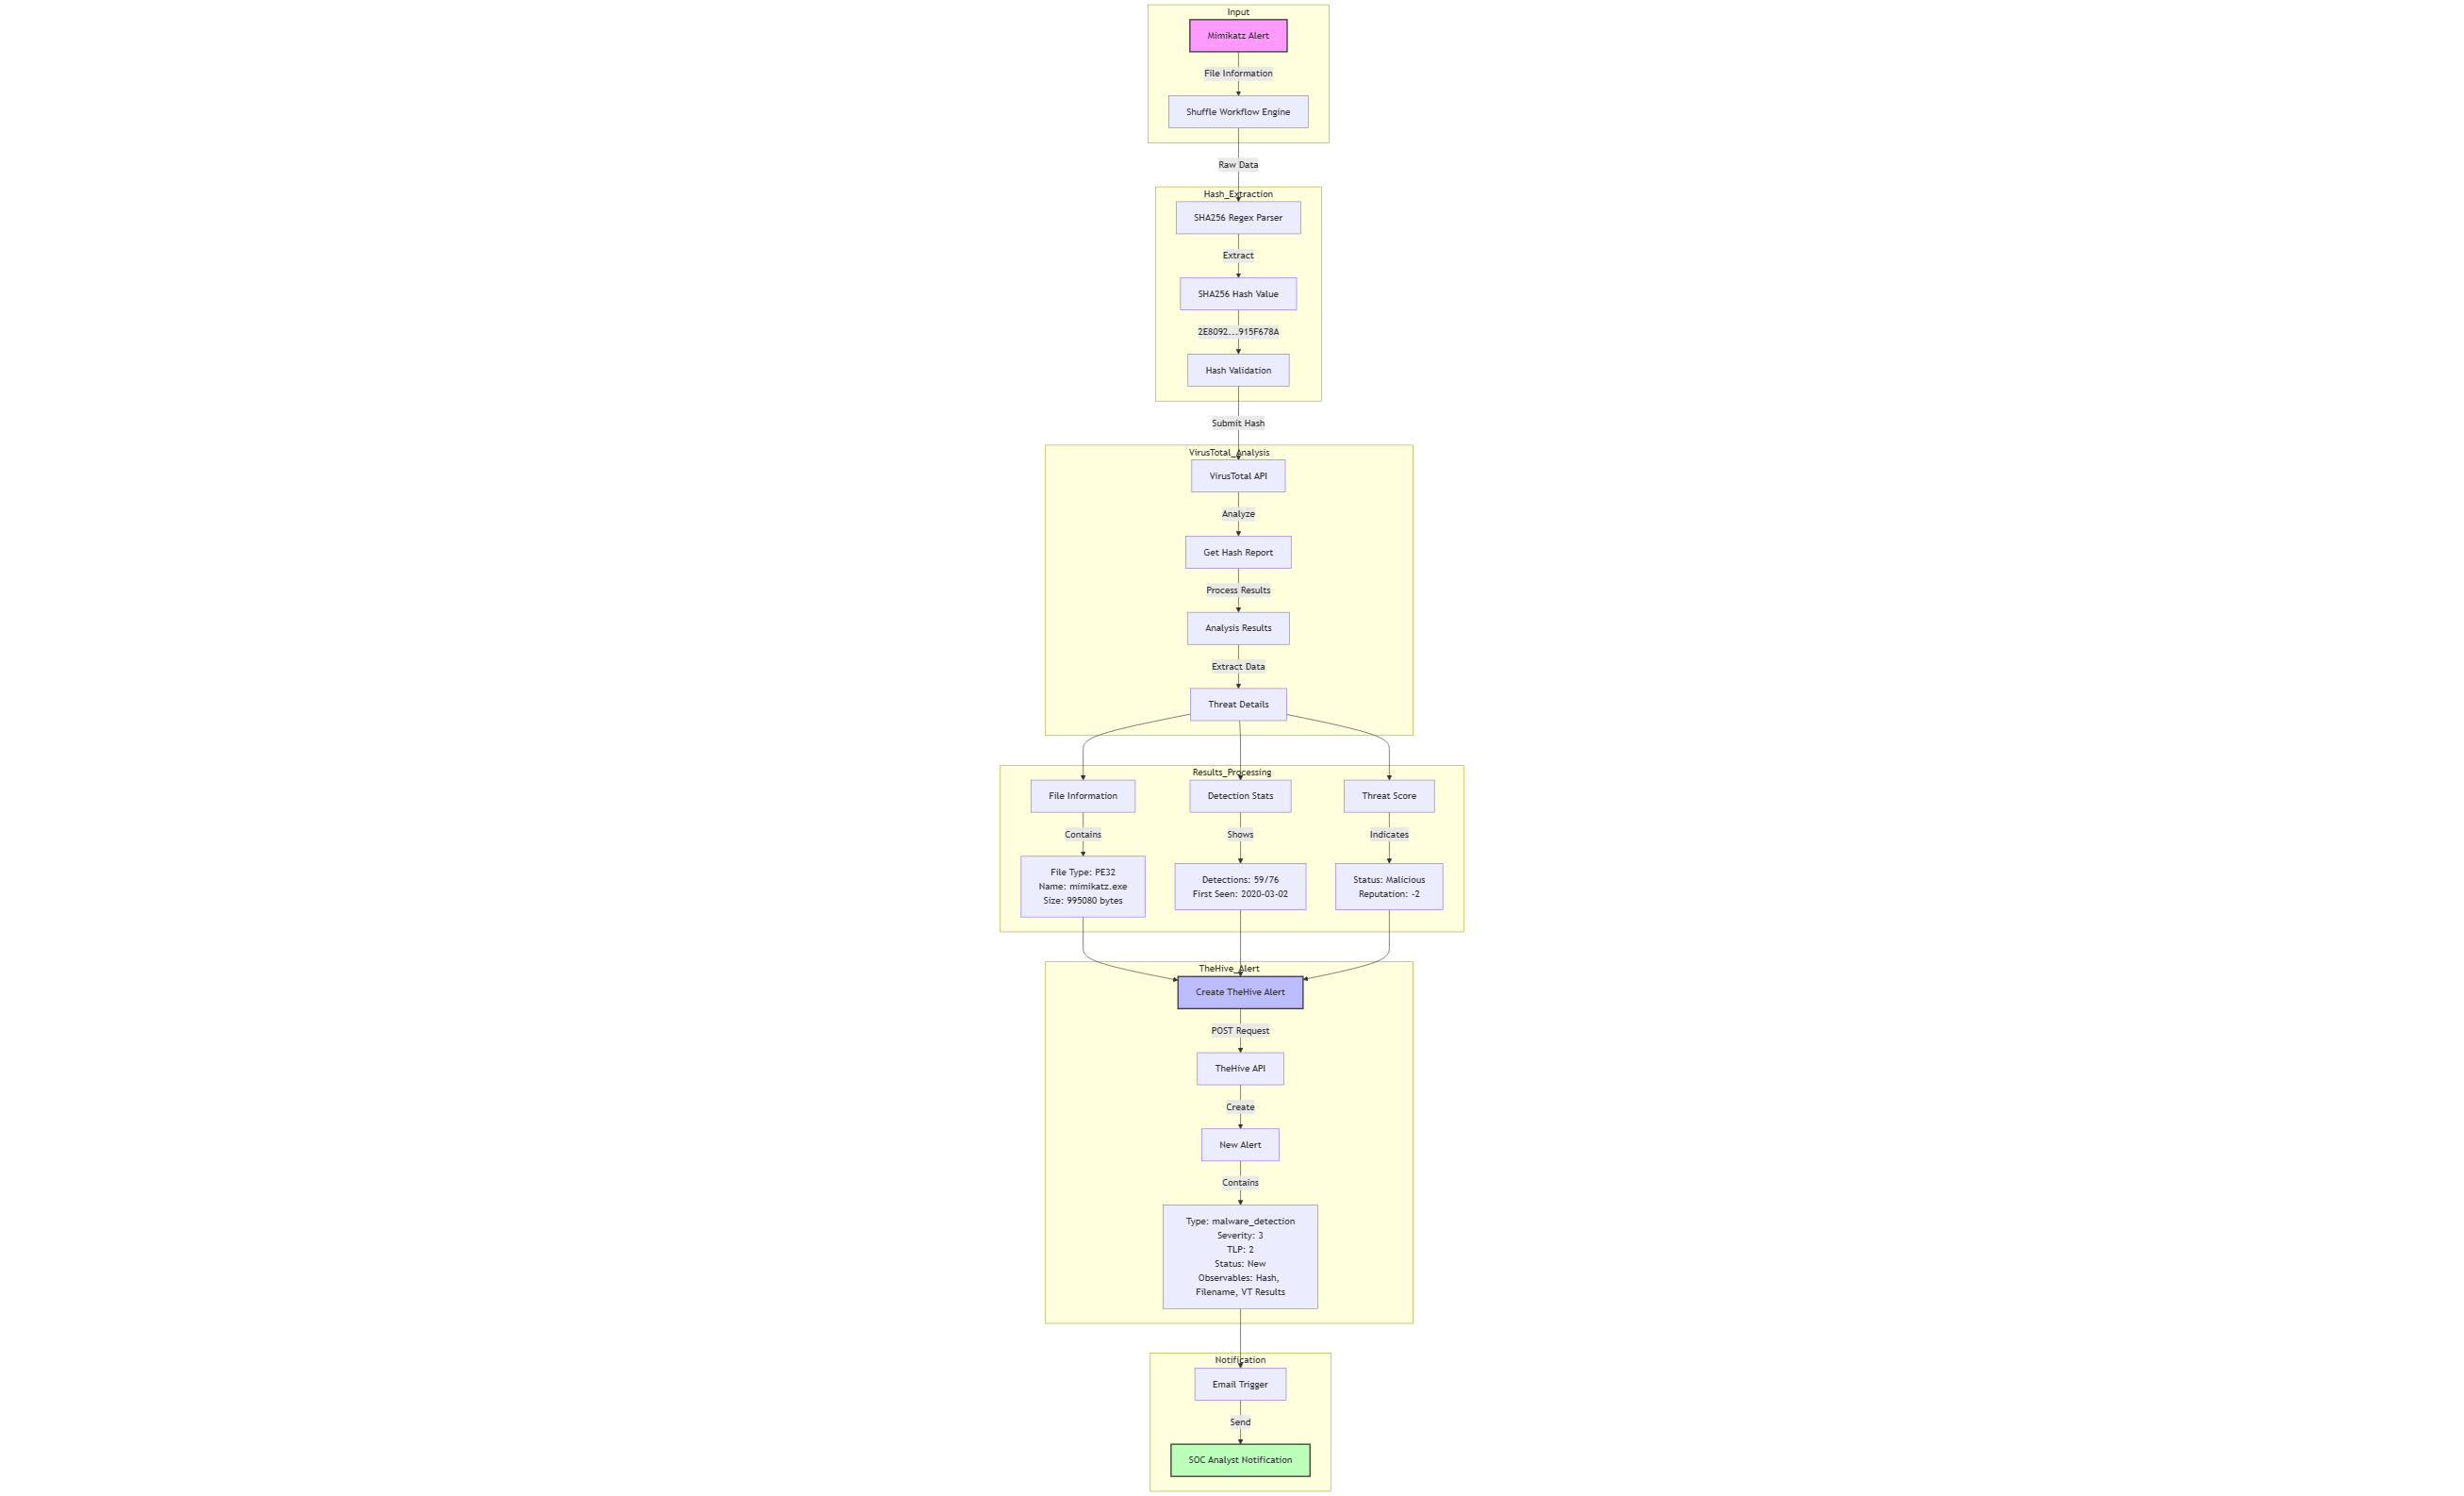 Input
Mimikatz Alert
File Information
Shuffle Workflow Engine
Raw Data
Hash_Extraction
SHA256 Regex Parser
Extract
SHA256 Hash Value
2E8092...915F678A
Hash Validation
Submit Hash
VirusTotal_Analysis
VirusTotal API
Analyze
Get Hash Report
Process Results
Analysis Results
Extract Data
Threat Details
Results_Processing
File Information
Detection Stats
Threat Score
Contains
Shows
Indicates
File Type: PE32
Name: mimikatz.exe
Size: 995080 bytes
Detections: 59/76
First Seen: 2020-03-02
Status: Malicious
Reputation: -2
TheHive_Alert
Create TheHive Alert
POST Request
TheHive API
Create
New Alert
Contains
Type: malware_detection
Severity: 3
TLP: 2
Status: New
Observables: Hash,
Filename, VT Results
Notification
Email Trigger
Send
SOC Analyst Notification